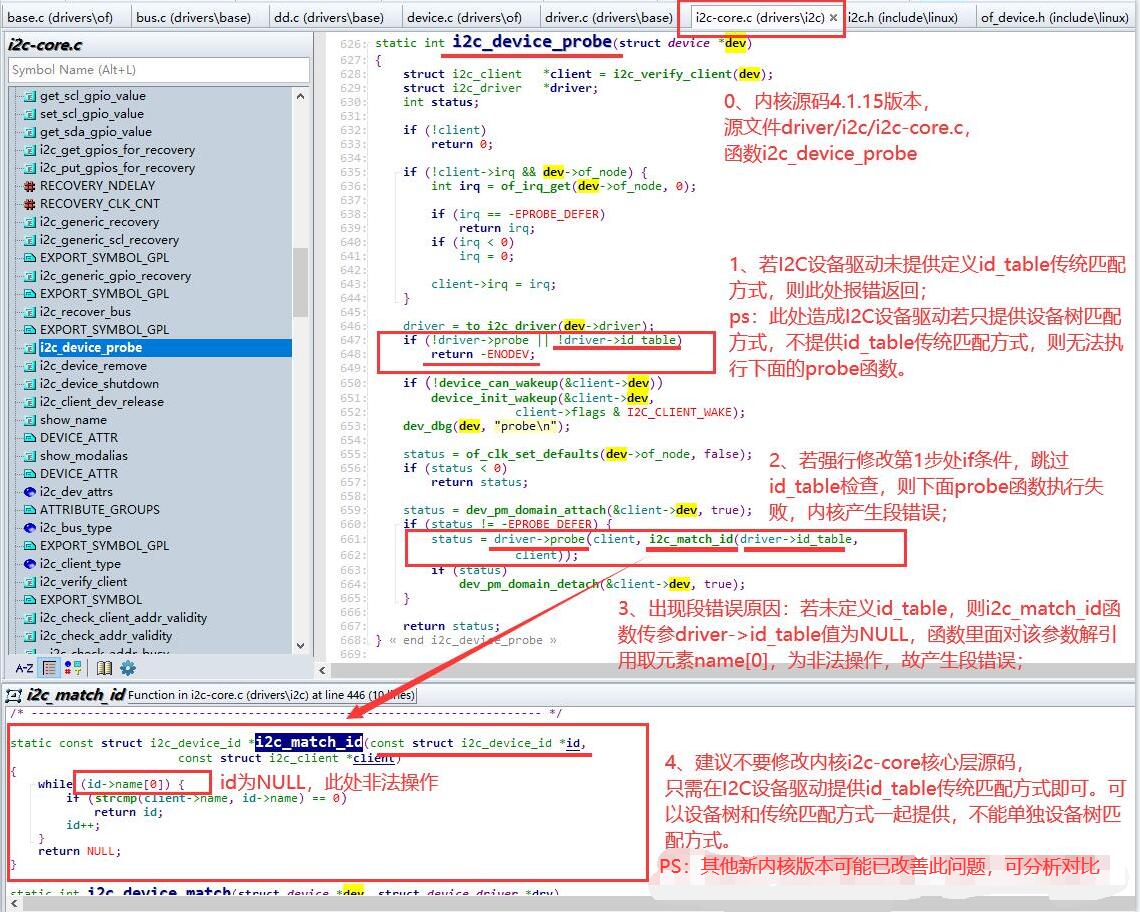 base.c (drivers\of)
bus.c (drivers\base)
dd.c (drivers\base)
device.c (drivers\of)
driver.c (drivers\base)
i2c-core.c (drivers\i2c) ×
i2c.h (include\linux)
of_device.h (include\linux)
i2c-core.c
Symbol Name (Alt+L)
get_scl_gpio_value
set_scl_gpio_value
get_sda_gpio_value
i2c_get_gpios_for_recovery
i2c_put_gpios_for_recovery
RECOVERY_NDELAY
RECOVERY_CLK_CNT
i2c_generic_recovery
i2c_generic_scl_recovery
EXPORT_SYMBOL_GPL
i2c_generic_gpio_recovery
EXPORT_SYMBOL_GPL
i2c_recover_bus
EXPORT_SYMBOL_GPL
i2c_device_probe
i2c_device_remove
i2c_device_shutdown
i2c_client_dev_release
show_name
DEVICE_ATTR
show_modalias
DEVICE_ATTR
i2c_dev_attrs
ATTRIBUTE_GROUPS
i2c_bus_type
EXPORT_SYMBOL_GPL
i2c_client_type
i2c_verify_client
EXPORT_SYMBOL
i2c_check_client_addr_validity
i2c_check_addr_validity
i2c_check_addr_busy
A-Z
626: static int i2c_device_probe(struct device *dev)
627: {
628: struct i2c_client *client = i2c_verify_client(dev);
629: struct i2c_driver *driver;
630: int status;
631:
632: if (!client)
633: return 0;
634:
635: if (!client->irq && dev->of_node) {
636: int irq = of_irq_get(dev->of_node, 0);
637:
638: if (irq == -EPROBE_DEFER)
639: return irq;
640: if (irq < 0)
641: irq = 0;
642:
643: client->irq = irq;
644: }
645:
646: driver = to_i2c_driver(dev->driver);
647: if (!driver->probe || !driver->id_table)
648: return -ENODEV;
649:
650: if (!device_can_wakeup(&client->dev))
651: device_init_wakeup(&client->dev,
652: client->flags & I2C_CLIENT_WAKE);
653: dev_dbg(dev, "probe\n");
654:
655: status = of_clk_set_defaults(dev->of_node, false);
656: if (status < 0)
657: return status;
658:
659: status = dev_pm_domain_attach(&client->dev, true);
660: if (status != -EPROBE_DEFER) {
661: status = driver->probe(client, i2c_match_id(driver->id_table,
662: client));
663: if (status)
664: dev_pm_domain_detach(&client->dev, true);
665: }
666:
667: return status;
668: } « end i2c_device_probe »
669:
0、内核源码4.1.15版本，
源文件driver/i2c/i2c-core.c,
函数i2c_device_probe
1、若I2C设备驱动未提供定义id_table传统匹配
方式，则此处报错返回；
ps：此处造成I2C设备驱动若只提供设备树匹配
方式，不提供id_table传统匹配方式，则无法执
行下面的probe函数。
2、若强行修改第1步处if条件，跳过
id_table检查，则下面probe函数执行失
败，内核产生段错误；
3、出现段错误原因：若未定义id_table，则i2c_match_id函
数传参driver->id_table值为NULL，函数里面对该参数解引
用取元素name[0]，为非法操作，故产生段错误；
i2c_match_id Function in i2c-core.c (drivers\i2c) at line 446 (10 lines)
/* ------------------------------------------------------------------------- */
static const struct i2c_device_id *i2c_match_id(const struct i2c_device_id *id,
const struct i2c_client *client)
{
while (id->name[0]) {
if (strcmp(client->name, id->name) == 0)
return id;
id++;
}
return NULL;
}
static int i2c_device_match(struct device *dev, struct device_driver *drv)
id为NULL，此处非法操作
4、建议不要修改内核i2c-core核心层源码，
只需在I2C设备驱动提供id_table传统匹配方式即可。可
以设备树和传统匹配方式一起提供，不能单独设备树匹
配方式。
PS：其他新内核版本可能已改善此问题，可分析对比